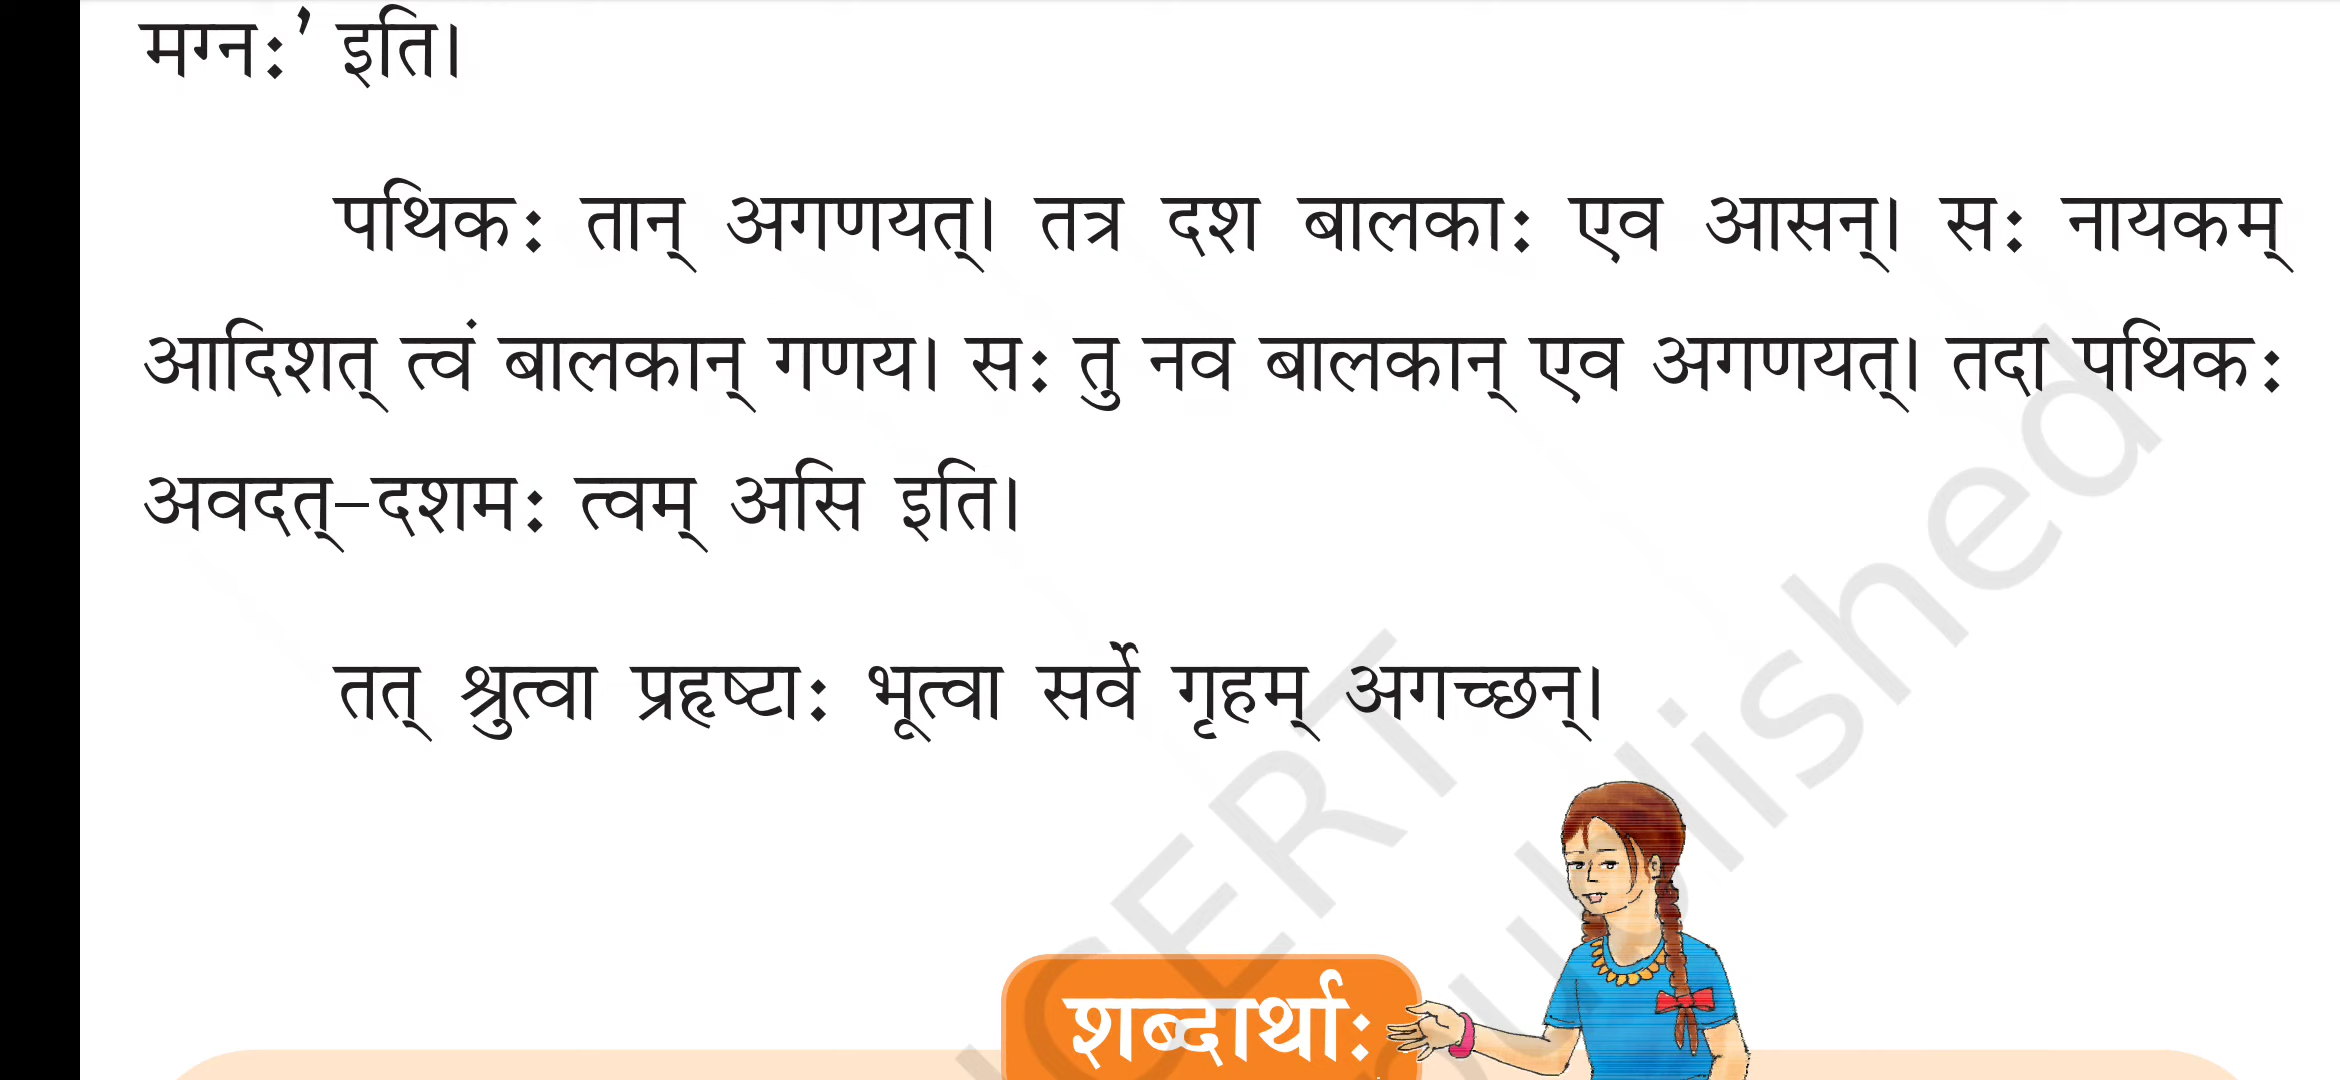 मग्नः’ इति।
पथिकः तान् अगणयत्। तत्र दश बालकाः एव आसन्। सः नायकम्
आदिशत् त्वं बालकान् गणय। सः तु नव बालकान् एव अगणयत्। तदा पथिकः
अवदत्–दशमः त्वम् असि इति।
तत् श्रुत्वा प्रहृष्टाः भूत्वा सर्वे गृहम् अगच्छन्।
शब्दार्थाः